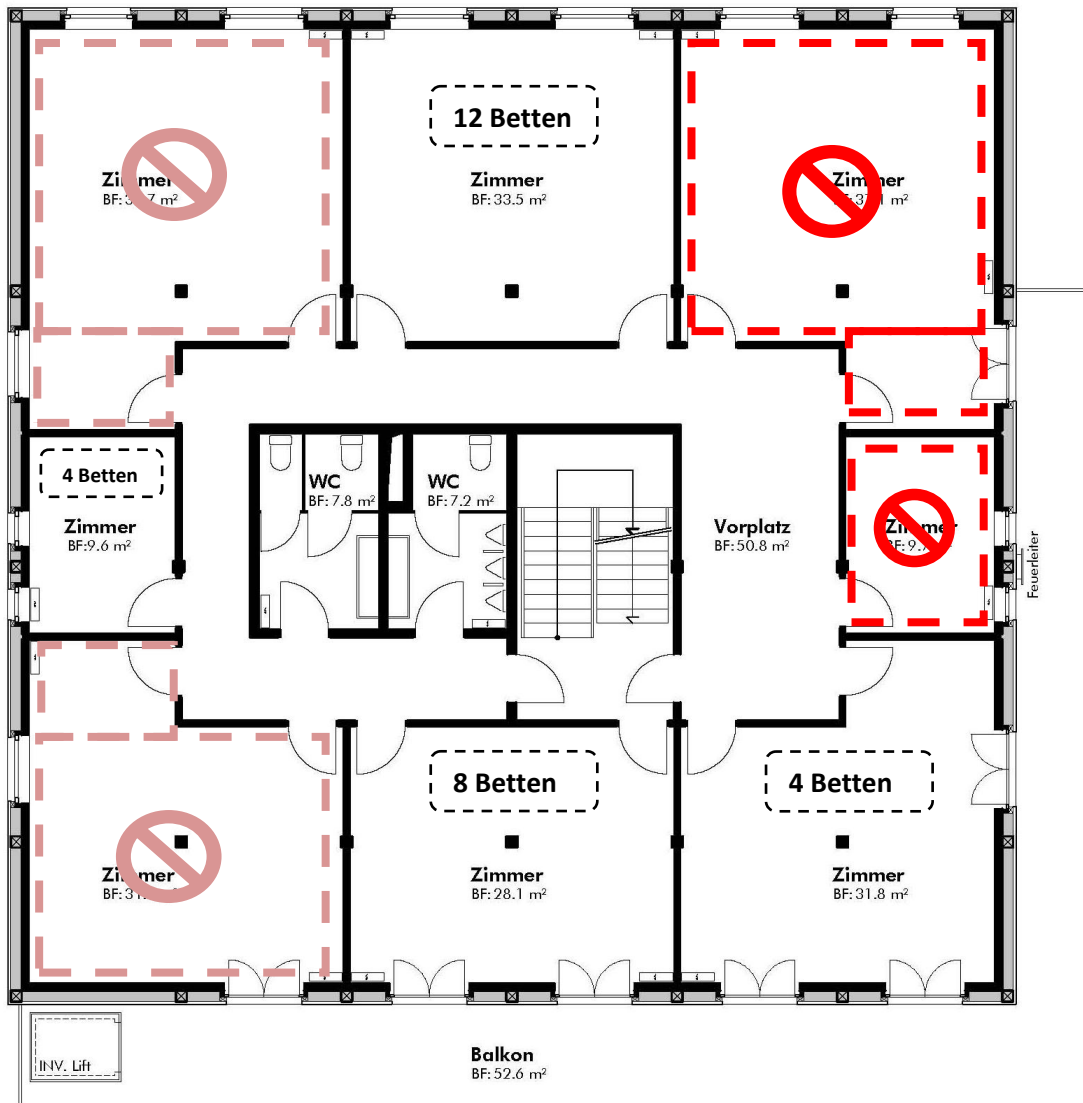 12 Betten
Zimmer
BF: 33.5 m²
4 Betten
Zimmer
BF:9.6 m²
WC
BF: 7.8 m²
WC
BF: 7.2 m²
Vorplatz
BF: 50.8 m²
Feuerleiter
8 Betten
Zimmer
BF: 28.1 m²
4 Betten
Zimmer
BF: 31.8 m²
Zimmer
Zimmer
Zimmer
Zimmer
INV. Lift
Balkon
BF: 52.6 m²